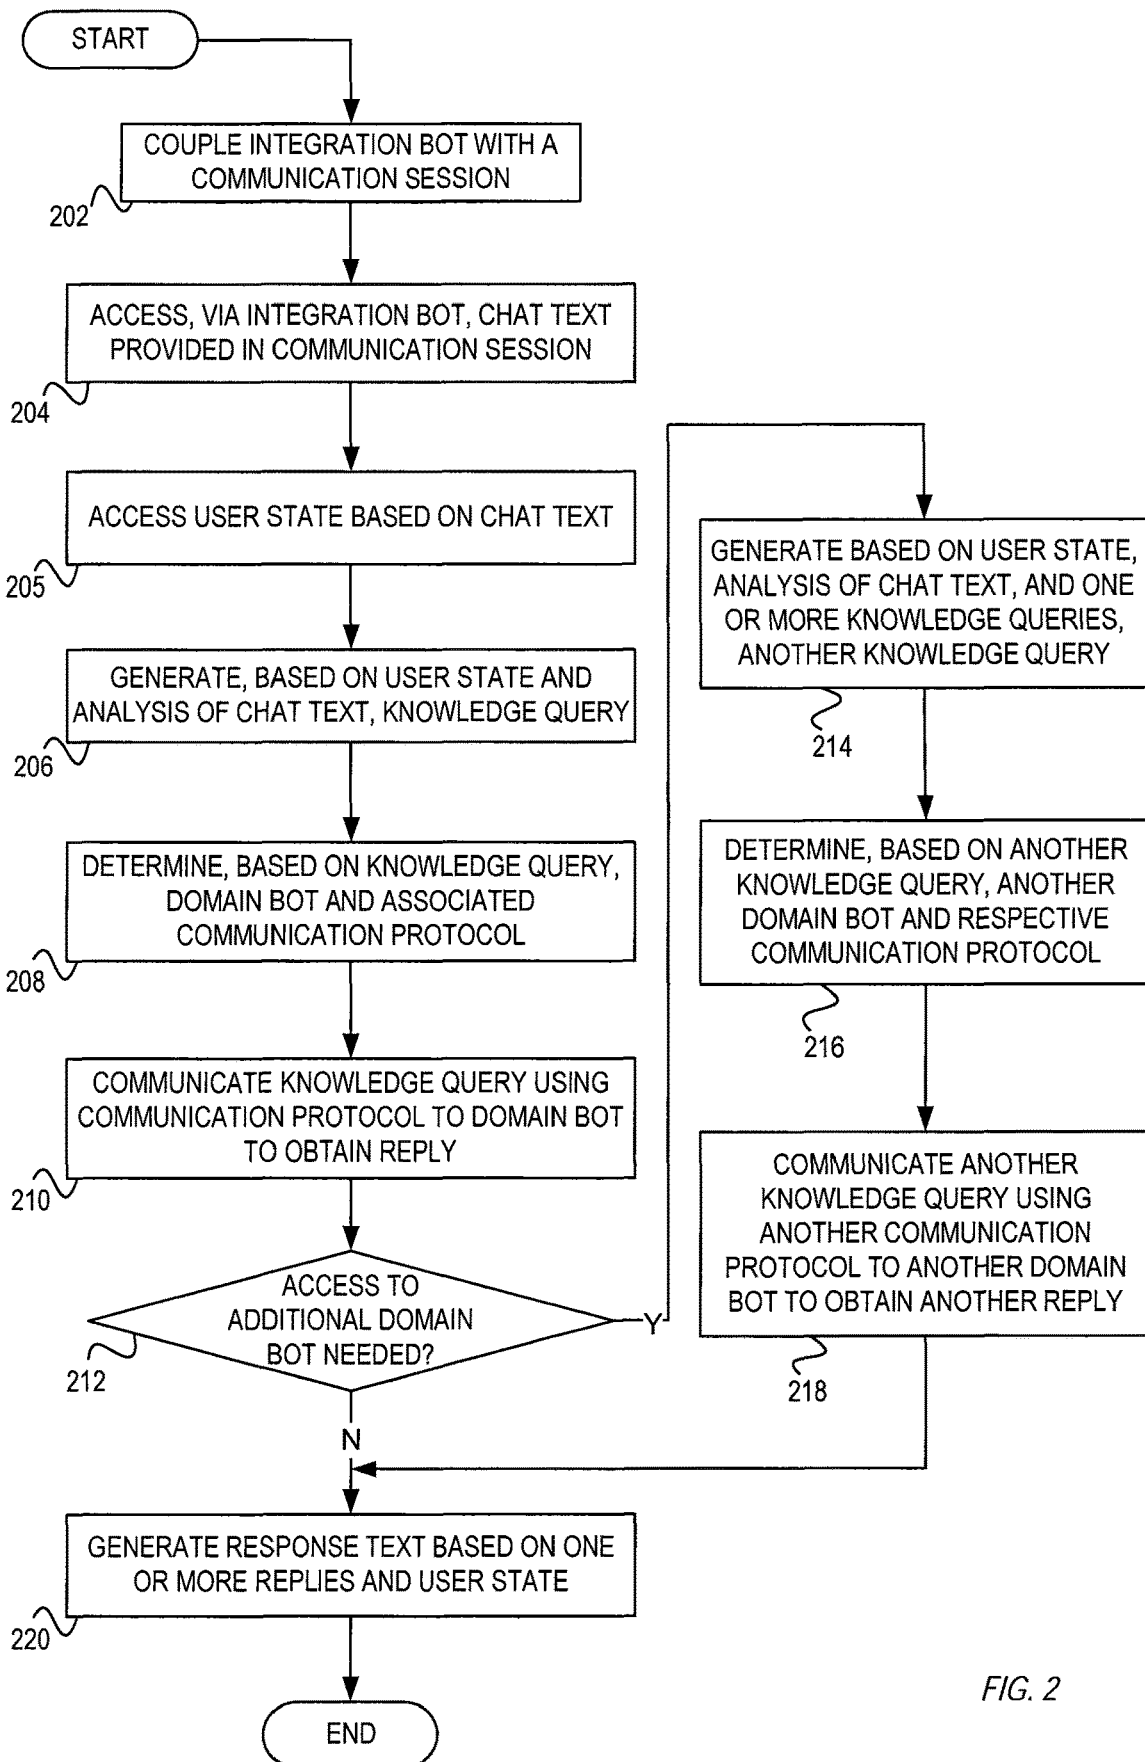 START
COUPLE INTEGRATION BOT WITH A
COMMUNICATION SESSION
202
ACCESS, VIA INTEGRATION BOT, CHAT TEXT
PROVIDED IN COMMUNICATION SESSION
204
ACCESS USER STATE BASED ON CHAT TEXT
205
GENERATE, BASED ON USER STATE AND
ANALYSIS OF CHAT TEXT, KNOWLEDGE QUERY
206
DETERMINE, BASED ON KNOWLEDGE QUERY,
DOMAIN BOT AND ASSOCIATED
COMMUNICATION PROTOCOL
208
COMMUNICATE KNOWLEDGE QUERY USING
COMMUNICATION PROTOCOL TO DOMAIN BOT
TO OBTAIN REPLY
210
ACCESS TO
ADDITIONAL DOMAIN
BOT NEEDED?
212
Y
N
GENERATE BASED ON USER STATE,
ANALYSIS OF CHAT TEXT, AND ONE
OR MORE KNOWLEDGE QUERIES,
ANOTHER KNOWLEDGE QUERY
214
DETERMINE, BASED ON ANOTHER
KNOWLEDGE QUERY, ANOTHER
DOMAIN BOT AND RESPECTIVE
COMMUNICATION PROTOCOL
216
COMMUNICATE ANOTHER
KNOWLEDGE QUERY USING
ANOTHER COMMUNICATION
PROTOCOL TO ANOTHER DOMAIN
BOT TO OBTAIN ANOTHER REPLY
218
GENERATE RESPONSE TEXT BASED ON ONE
OR MORE REPLIES AND USER STATE
220
END
FIG. 2